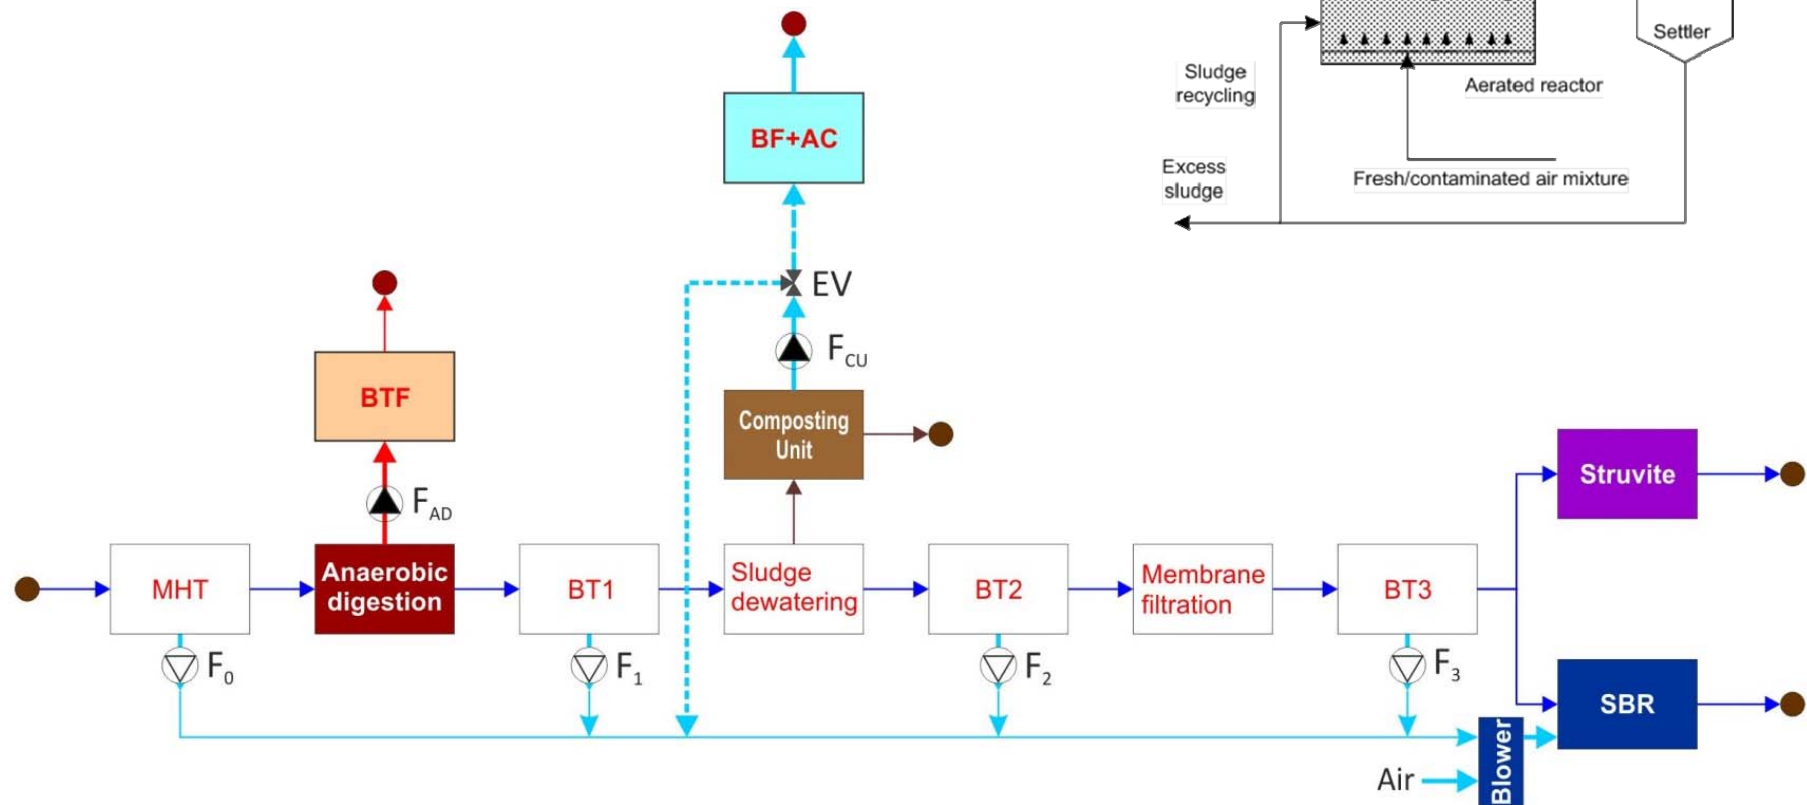 Settler
Sludge
recycling
Aerated reactor
Excess
sludge
Fresh/contaminated air mixture
BF+AC
EV
F_CU
BTF
F_AD
Composting
Unit
Struvite
MHT
Anaerobic
digestion
BT1
Sludge
dewatering
BT2
Membrane
filtration
BT3
F_0
F_1
F_2
F_3
SBR
Blower
Air